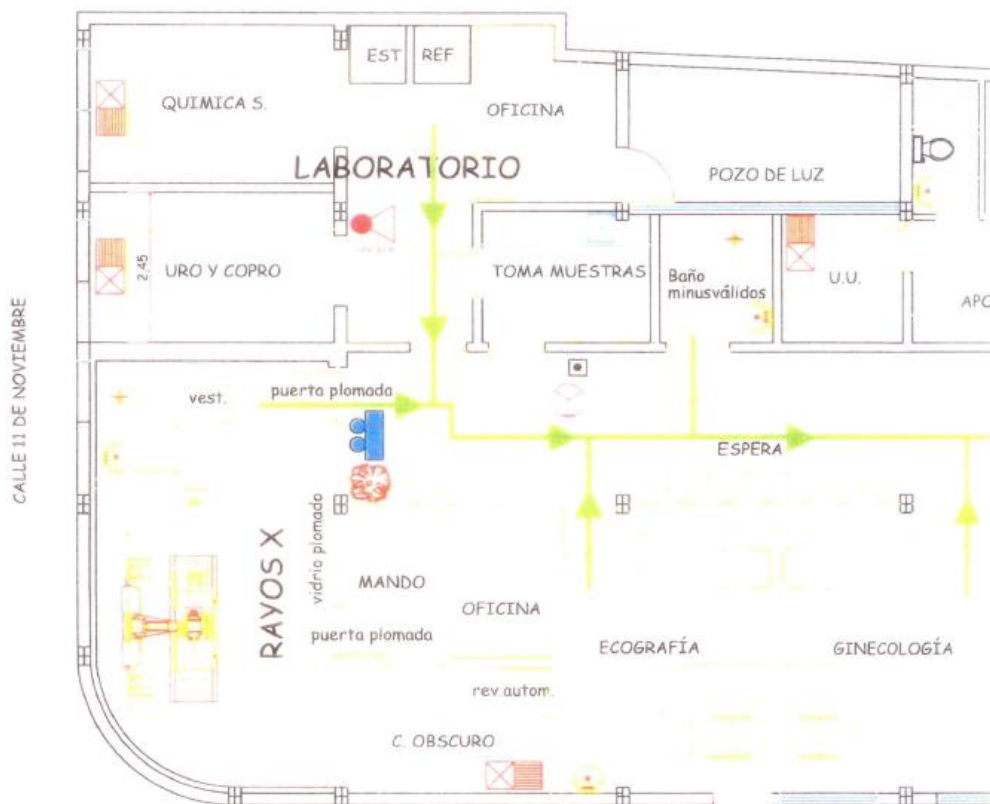 EST REF
QUIMICA S.
OFICINA
LABORATORIO
POZO DE LUZ
URO Y COPRO
2,45
TOMA MUESTRAS
Baño
minusválidos
U.U.
APO
CALLE 11 DE NOVIEMBRE
vest.
puerta plomada
ESPERA
RAYOS X
vidrio plomado
MANDO
OFICINA
puerta plomada
ECOGRAFÍA
GINECOLOGÍA
rev.autom.
C. OBSCURO